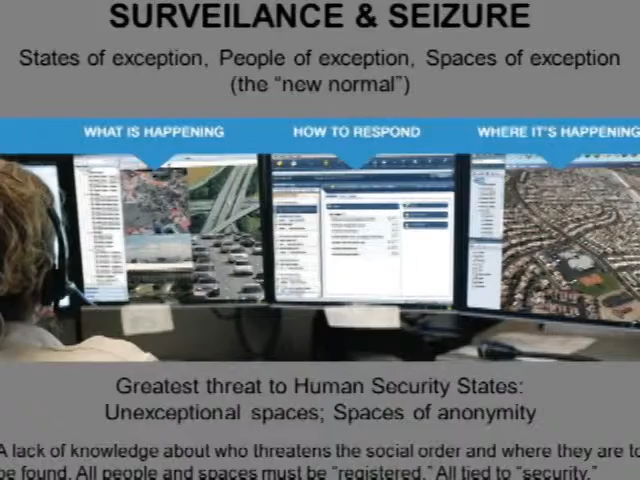 SURVEILANCE & SEIZURE
States of exception, People of exception, Spaces of exception
(the “new normal”)
WHAT IS HAPPENING
HOW TO RESPOND
WHERE IT'S HAPPENING
Greatest threat to Human Security States:
Unexceptional spaces; Spaces of anonymity
A lack of knowledge about who threatens the social order and where they are to
be found. All people and spaces must be “registered.” All tied to “security.”